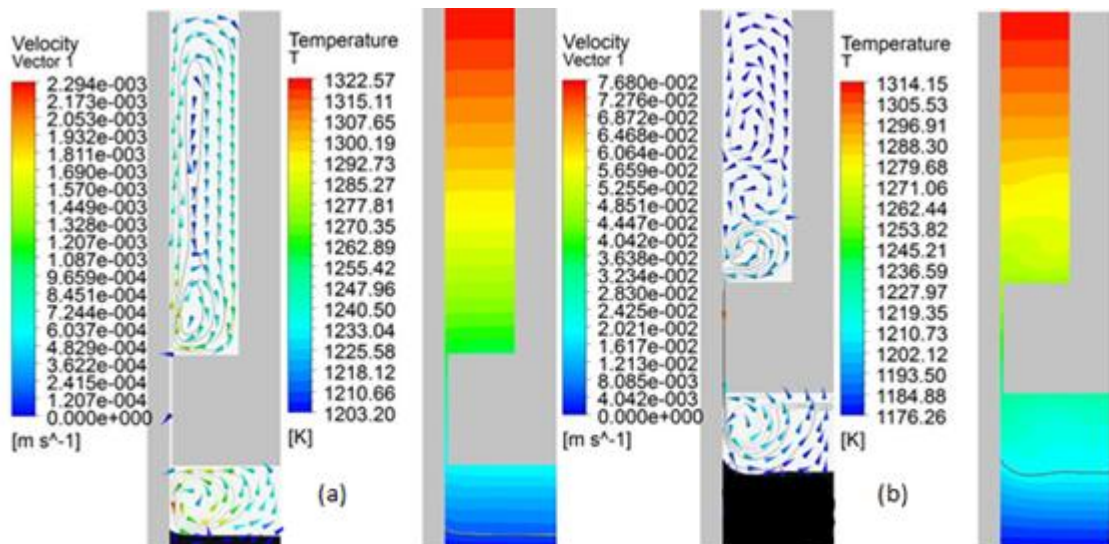 Velocity
Vector 1
2.294e-003
2.173e-003
2.053e-003
1.932e-003
1.811e-003
1.690e-003
1.570e-003
1.449e-003
1.328e-003
1.207e-003
1.087e-003
9.659e-004
8.451e-004
7.244e-004
6.037e-004
4.829e-004
3.622e-004
2.415e-004
1.207e-004
0.000e+000
[m s^-1]
Temperature
T
1322.57
1315.11
1307.65
1300.19
1292.73
1285.27
1277.81
1270.35
1262.89
1255.42
1247.96
1240.50
1233.04
1225.58
1218.12
1210.66
1203.20
[K]
(a)
Velocity
Vector 1
7.680e-002
7.276e-002
6.872e-002
6.468e-002
6.064e-002
5.659e-002
5.255e-002
4.851e-002
4.447e-002
4.042e-002
3.638e-002
3.234e-002
2.830e-002
2.425e-002
2.021e-002
1.617e-002
1.213e-002
8.085e-003
4.042e-003
0.000e+000
[m s^-1]
Temperature
T
1314.15
1305.53
1296.91
1288.30
1279.68
1271.06
1262.44
1253.82
1245.21
1236.59
1227.97
1219.35
1210.73
1202.12
1193.50
1184.88
1176.26
[K]
(b)